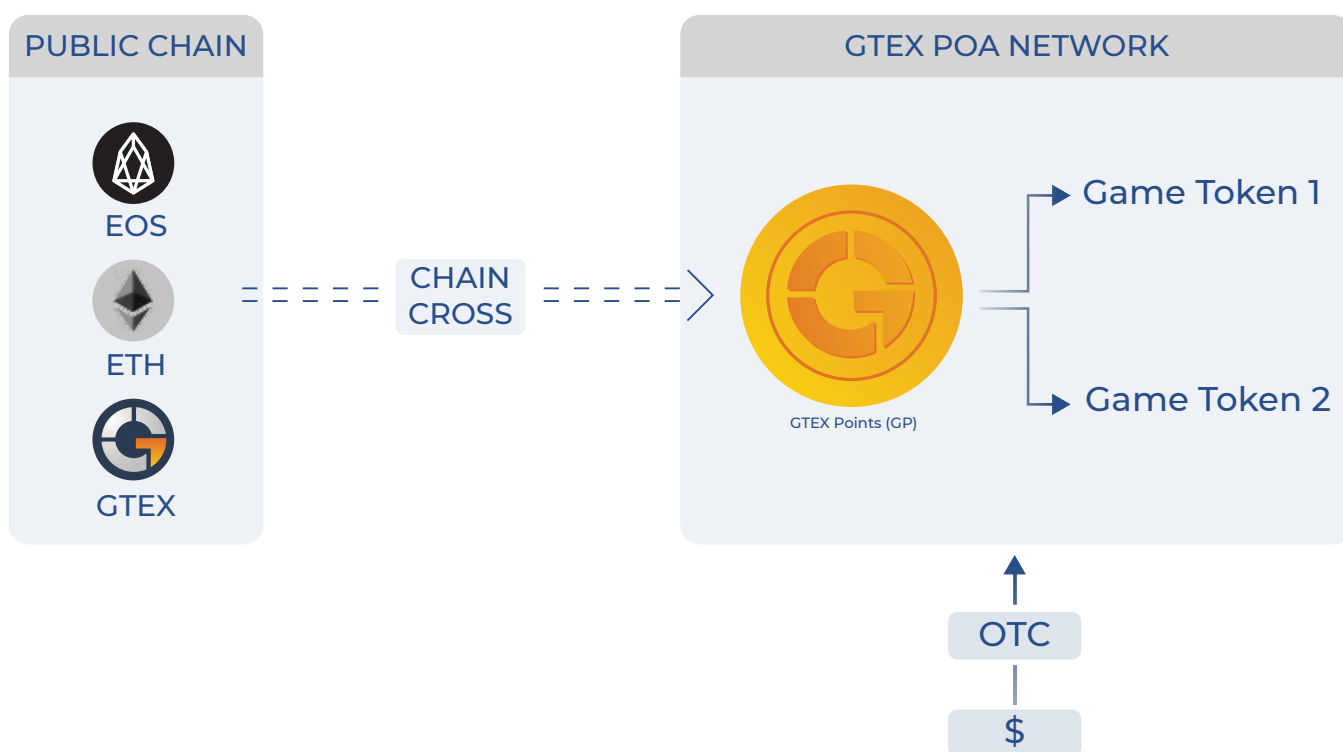 PUBLIC CHAIN
EOS
ETH
GTEX
CHAIN
CROSS
GTEX POA NETWORK
GTEX Points (GP)
Game Token 1
Game Token 2
OTC
$